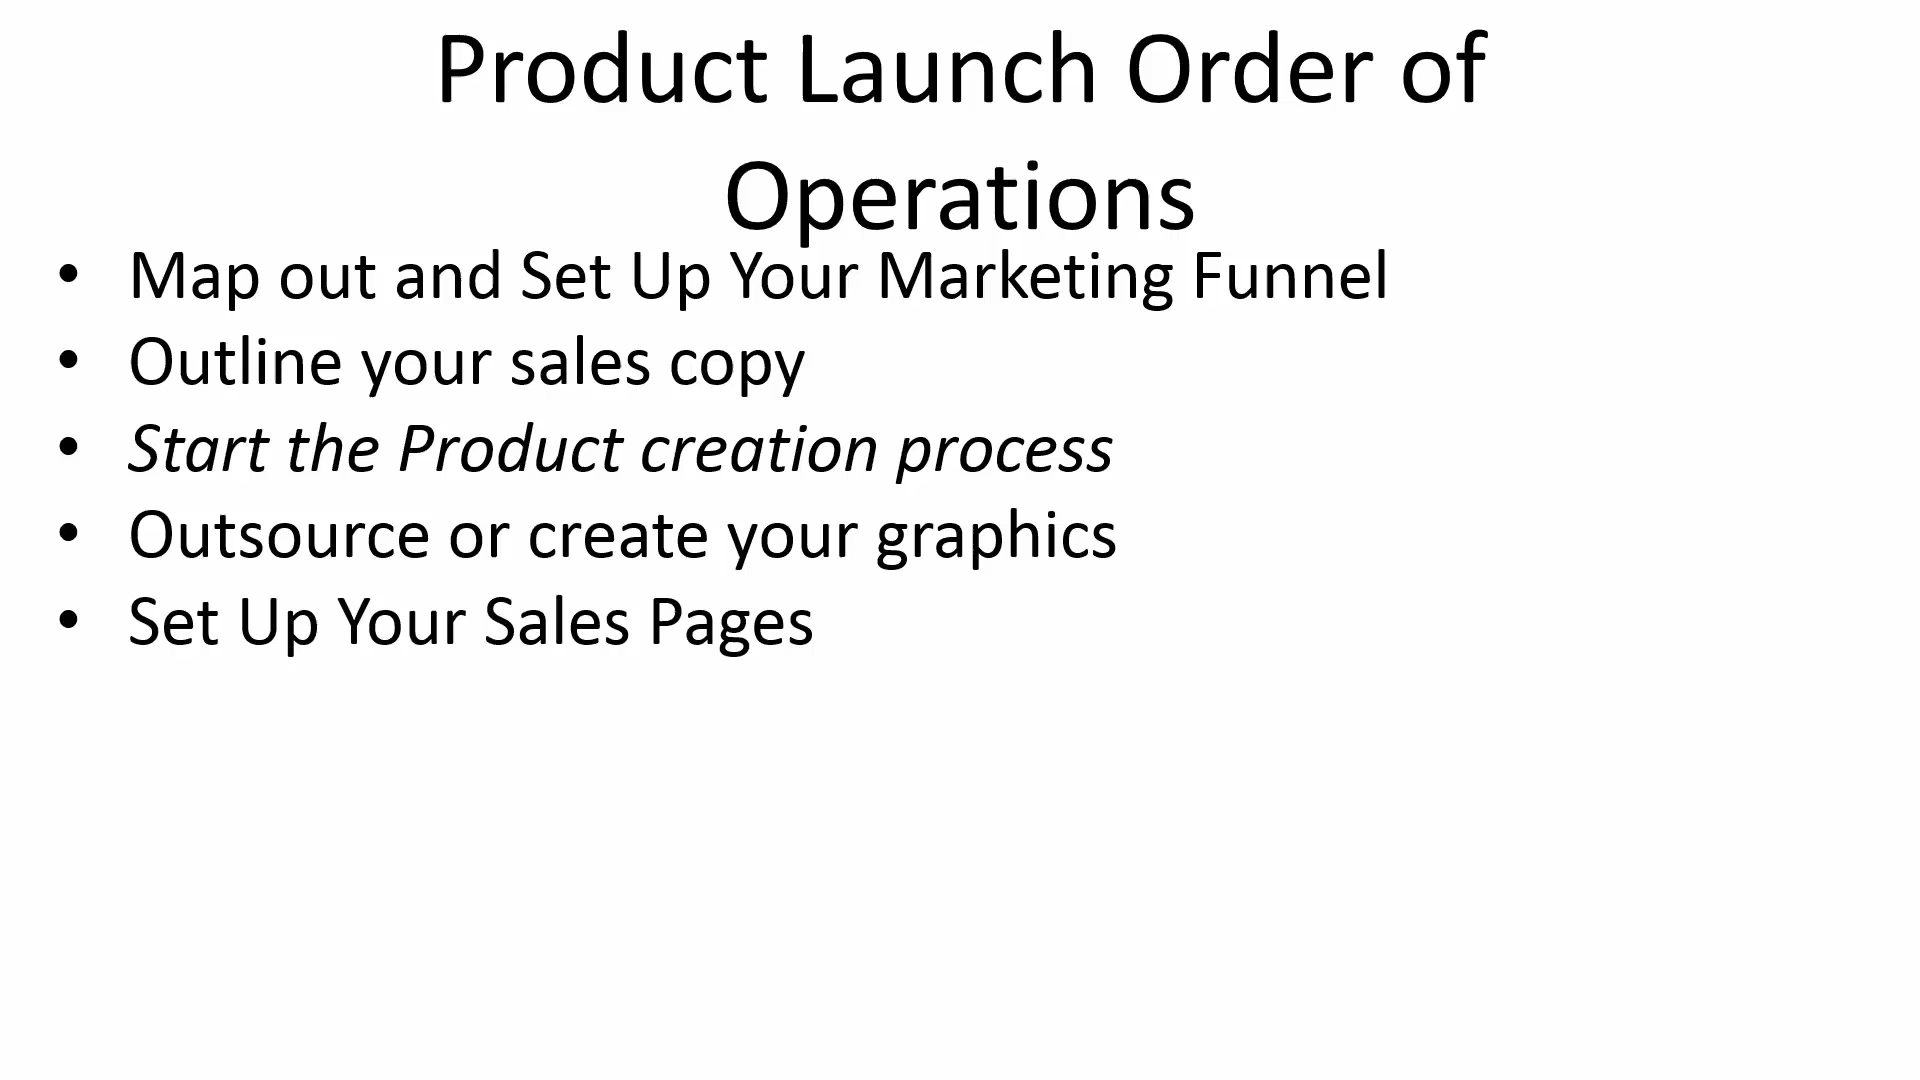 Product Launch Order of
Operations
• Map out and Set Up Your Marketing Funnel
• Outline your sales copy
• Start the Product creation process
• Outsource or create your graphics
• Set Up Your Sales Pages